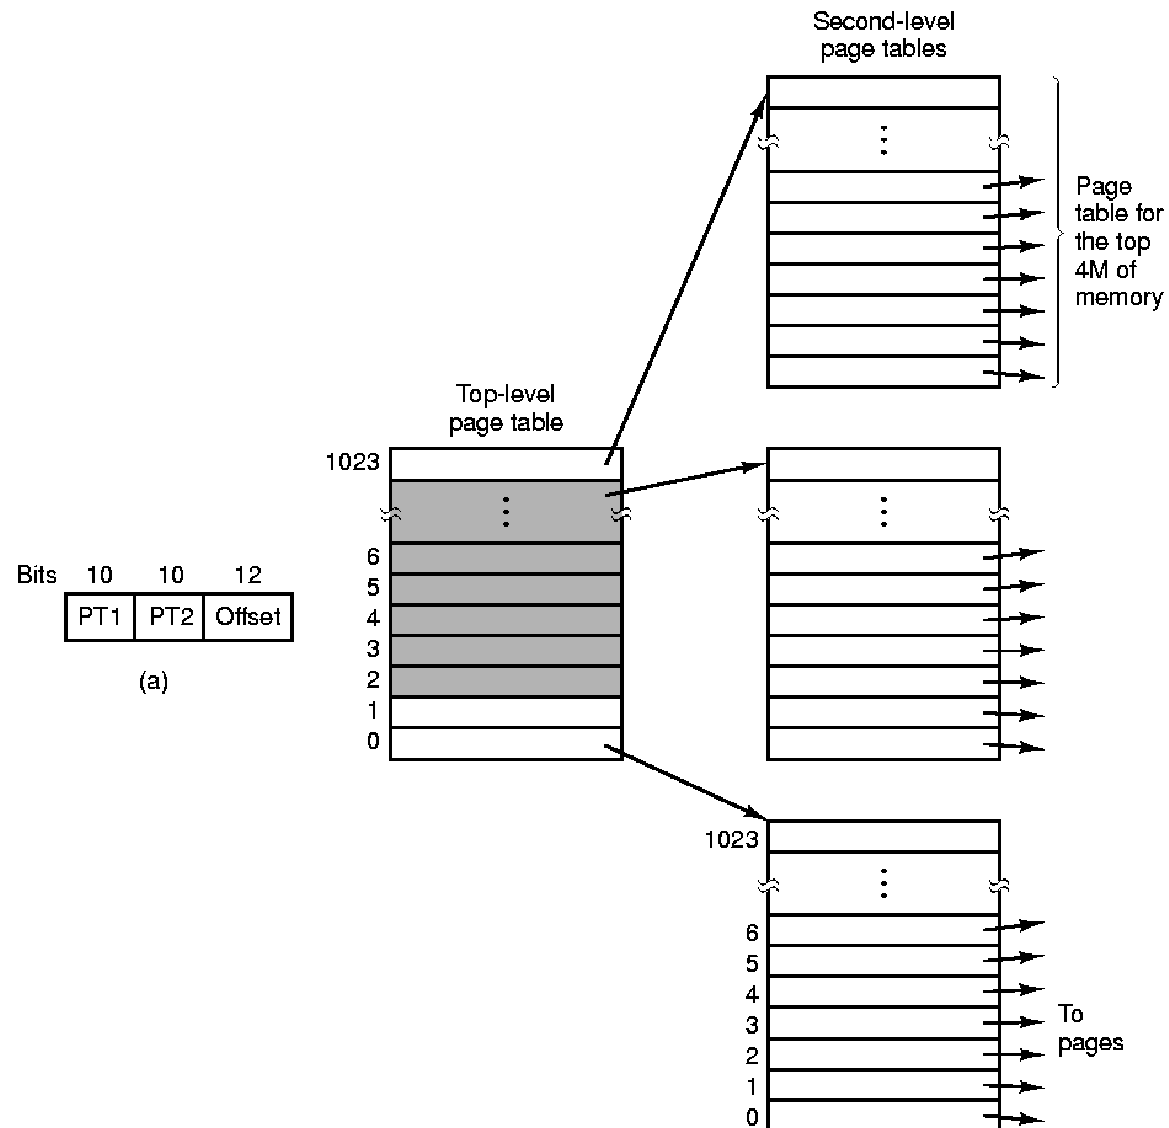 Second-level
page tables
Page
table for
the top
4M of
memory
Top-level
page table
1023
6
5
4
3
2
1
0
Bits 10 10 12
PT1 PT2 Offset
(a)
1023
6
5
4
3
2
1
0
To
pages